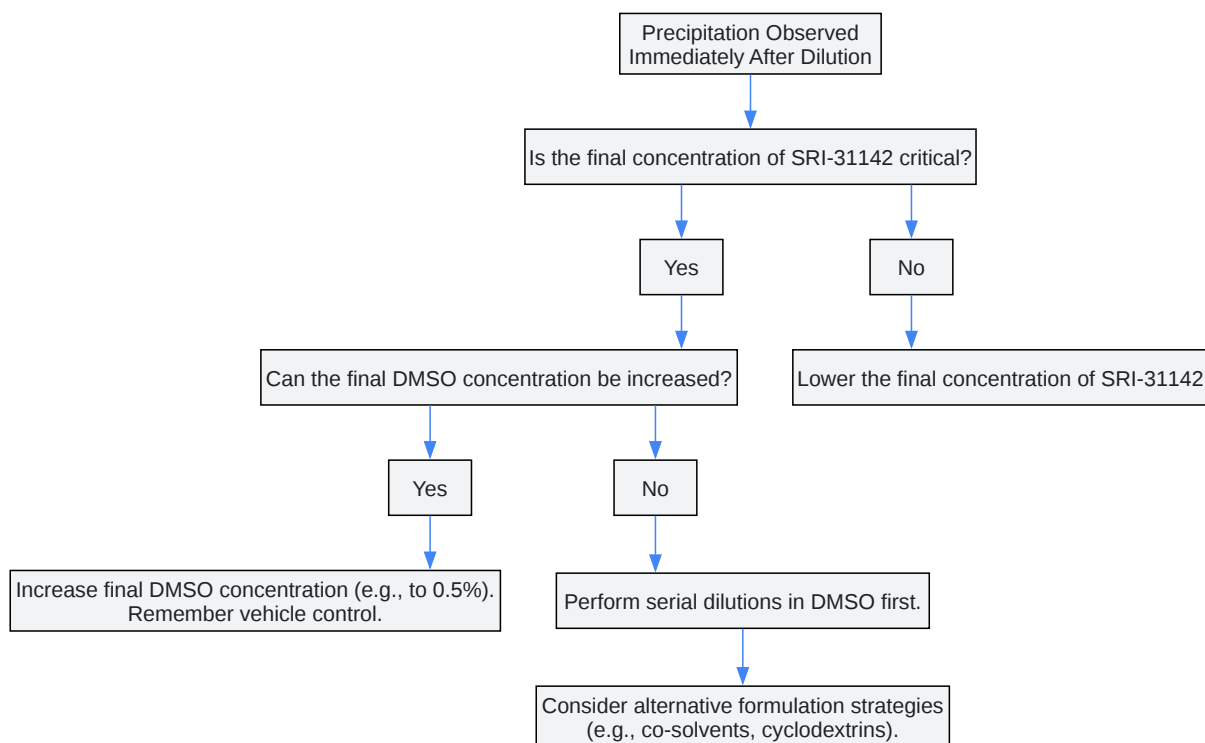 Precipitation Observed
Immediately After Dilution
Is the final concentration of SRI-31142 critical?
Yes
No
Can the final DMSO concentration be increased?
Lower the final concentration of SRI-31142
Yes
No
Increase final DMSO concentration (e.g., to 0.5%).
Remember vehicle control.
Perform serial dilutions in DMSO first.
Consider alternative formulation strategies
(e.g., co-solvents, cyclodextrins).